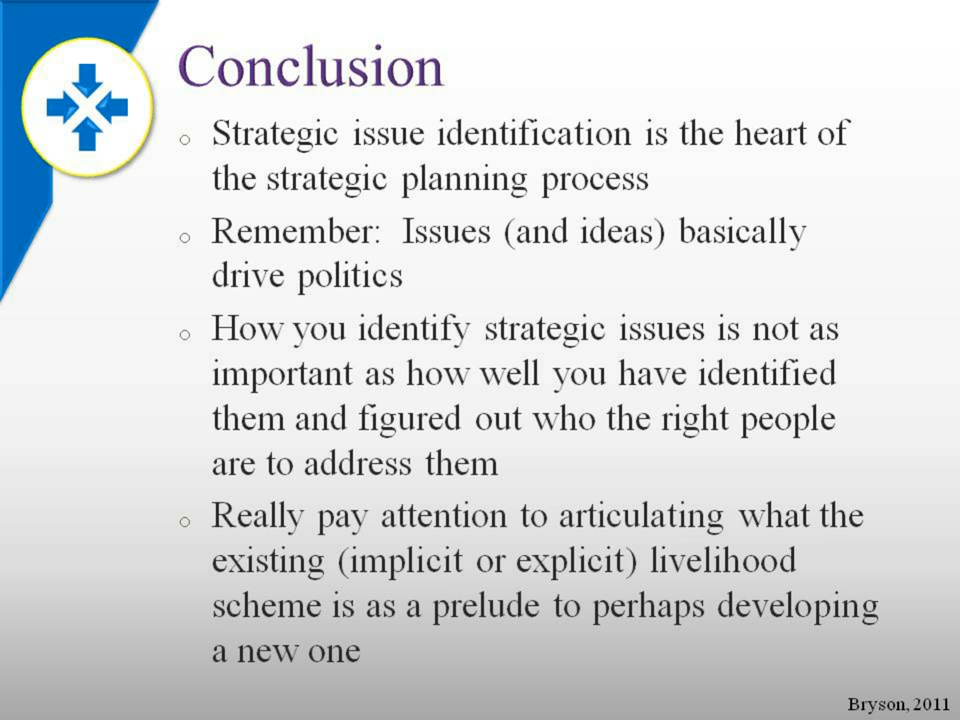 Conclusion
Strategic issue identification is the heart of
the strategic planning process
Remember: Issues (and ideas) basically
drive politics
How you identify strategic issues is not as
important as how well you have identified
them and figured out who the right people
are to address them
Really pay attention to articulating what the
existing (implicit or explicit) livelihood
scheme is as a prelude to perhaps developing
a new one
Bryson, 2011